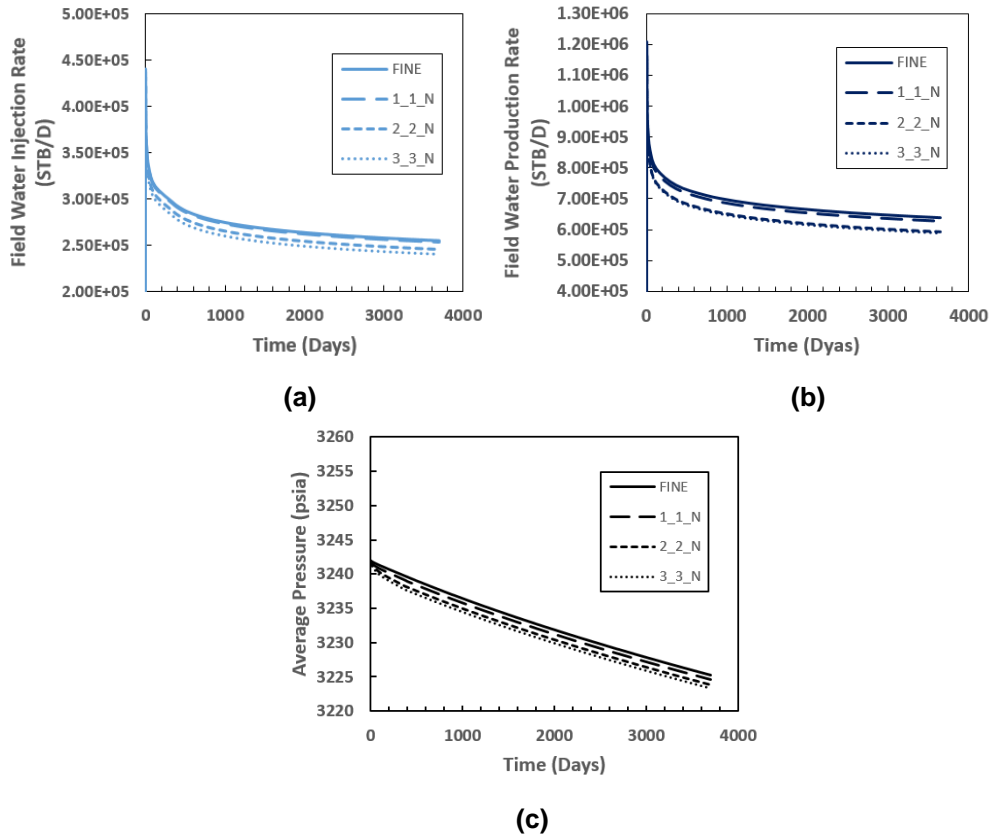 Field Water Injection Rate
(STB/D)
5.00E+05
4.50E+05
4.00E+05
3.50E+05
3.00E+05
2.50E+05
2.00E+05
0 1000 2000 3000 4000
Time (Days)
FINE
1_1_N
2_2_N
3_3_N
(a)
Field Water Production Rate
(STB/D)
1.30E+06
1.20E+06
1.10E+06
1.00E+06
9.00E+05
8.00E+05
7.00E+05
6.00E+05
5.00E+05
4.00E+05
0 1000 2000 3000 4000
Time (Dyas)
FINE
1_1_N
2_2_N
3_3_N
(b)
Average Pressure (psia)
3260
3255
3250
3245
3240
3235
3230
3225
3220
0 1000 2000 3000 4000
Time (Days)
FINE
1_1_N
2_2_N
3_3_N
(c)